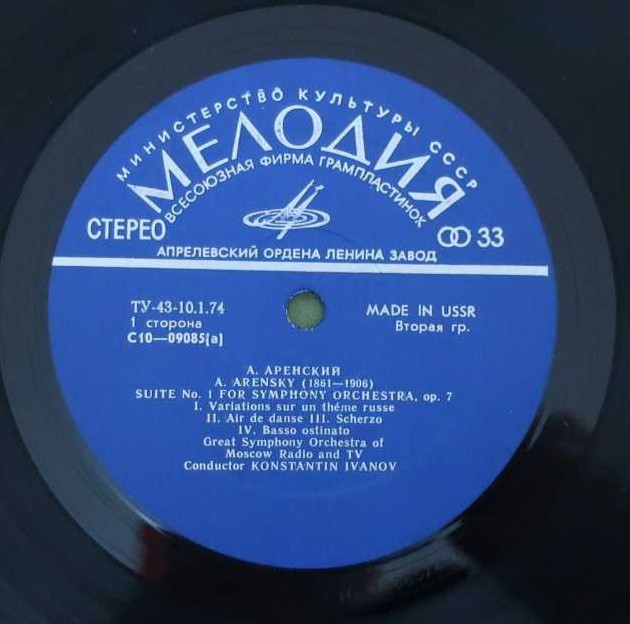 МИНИСТЕРСТВО КУЛЬТУРЫ СССР
МЕЛОДИЯ
ВСЕСОЮЗНАЯ ФИРМА ГРАМПЛАСТИНОК
СТЕРЕО
33
АПРЕЛЕВСКИЙ ОРДЕНА ЛЕНИНА ЗАВОД
ТУ-43-10.1.74
MADE IN USSR
1 сторона
Вторая гр.
С10—09085(а)
А. АРЕНСКИЙ
A. ARENSKY (1861—1906)
SUITE No. 1 FOR SYMPHONY ORCHESTRA, op. 7
I. Variations sur un théme russe
II. Air de danse III. Scherzo
IV. Basso ostinato
Great Symphony Orchestra of
Moscow Radio and TV
Conductor KONSTANTIN IVANOV